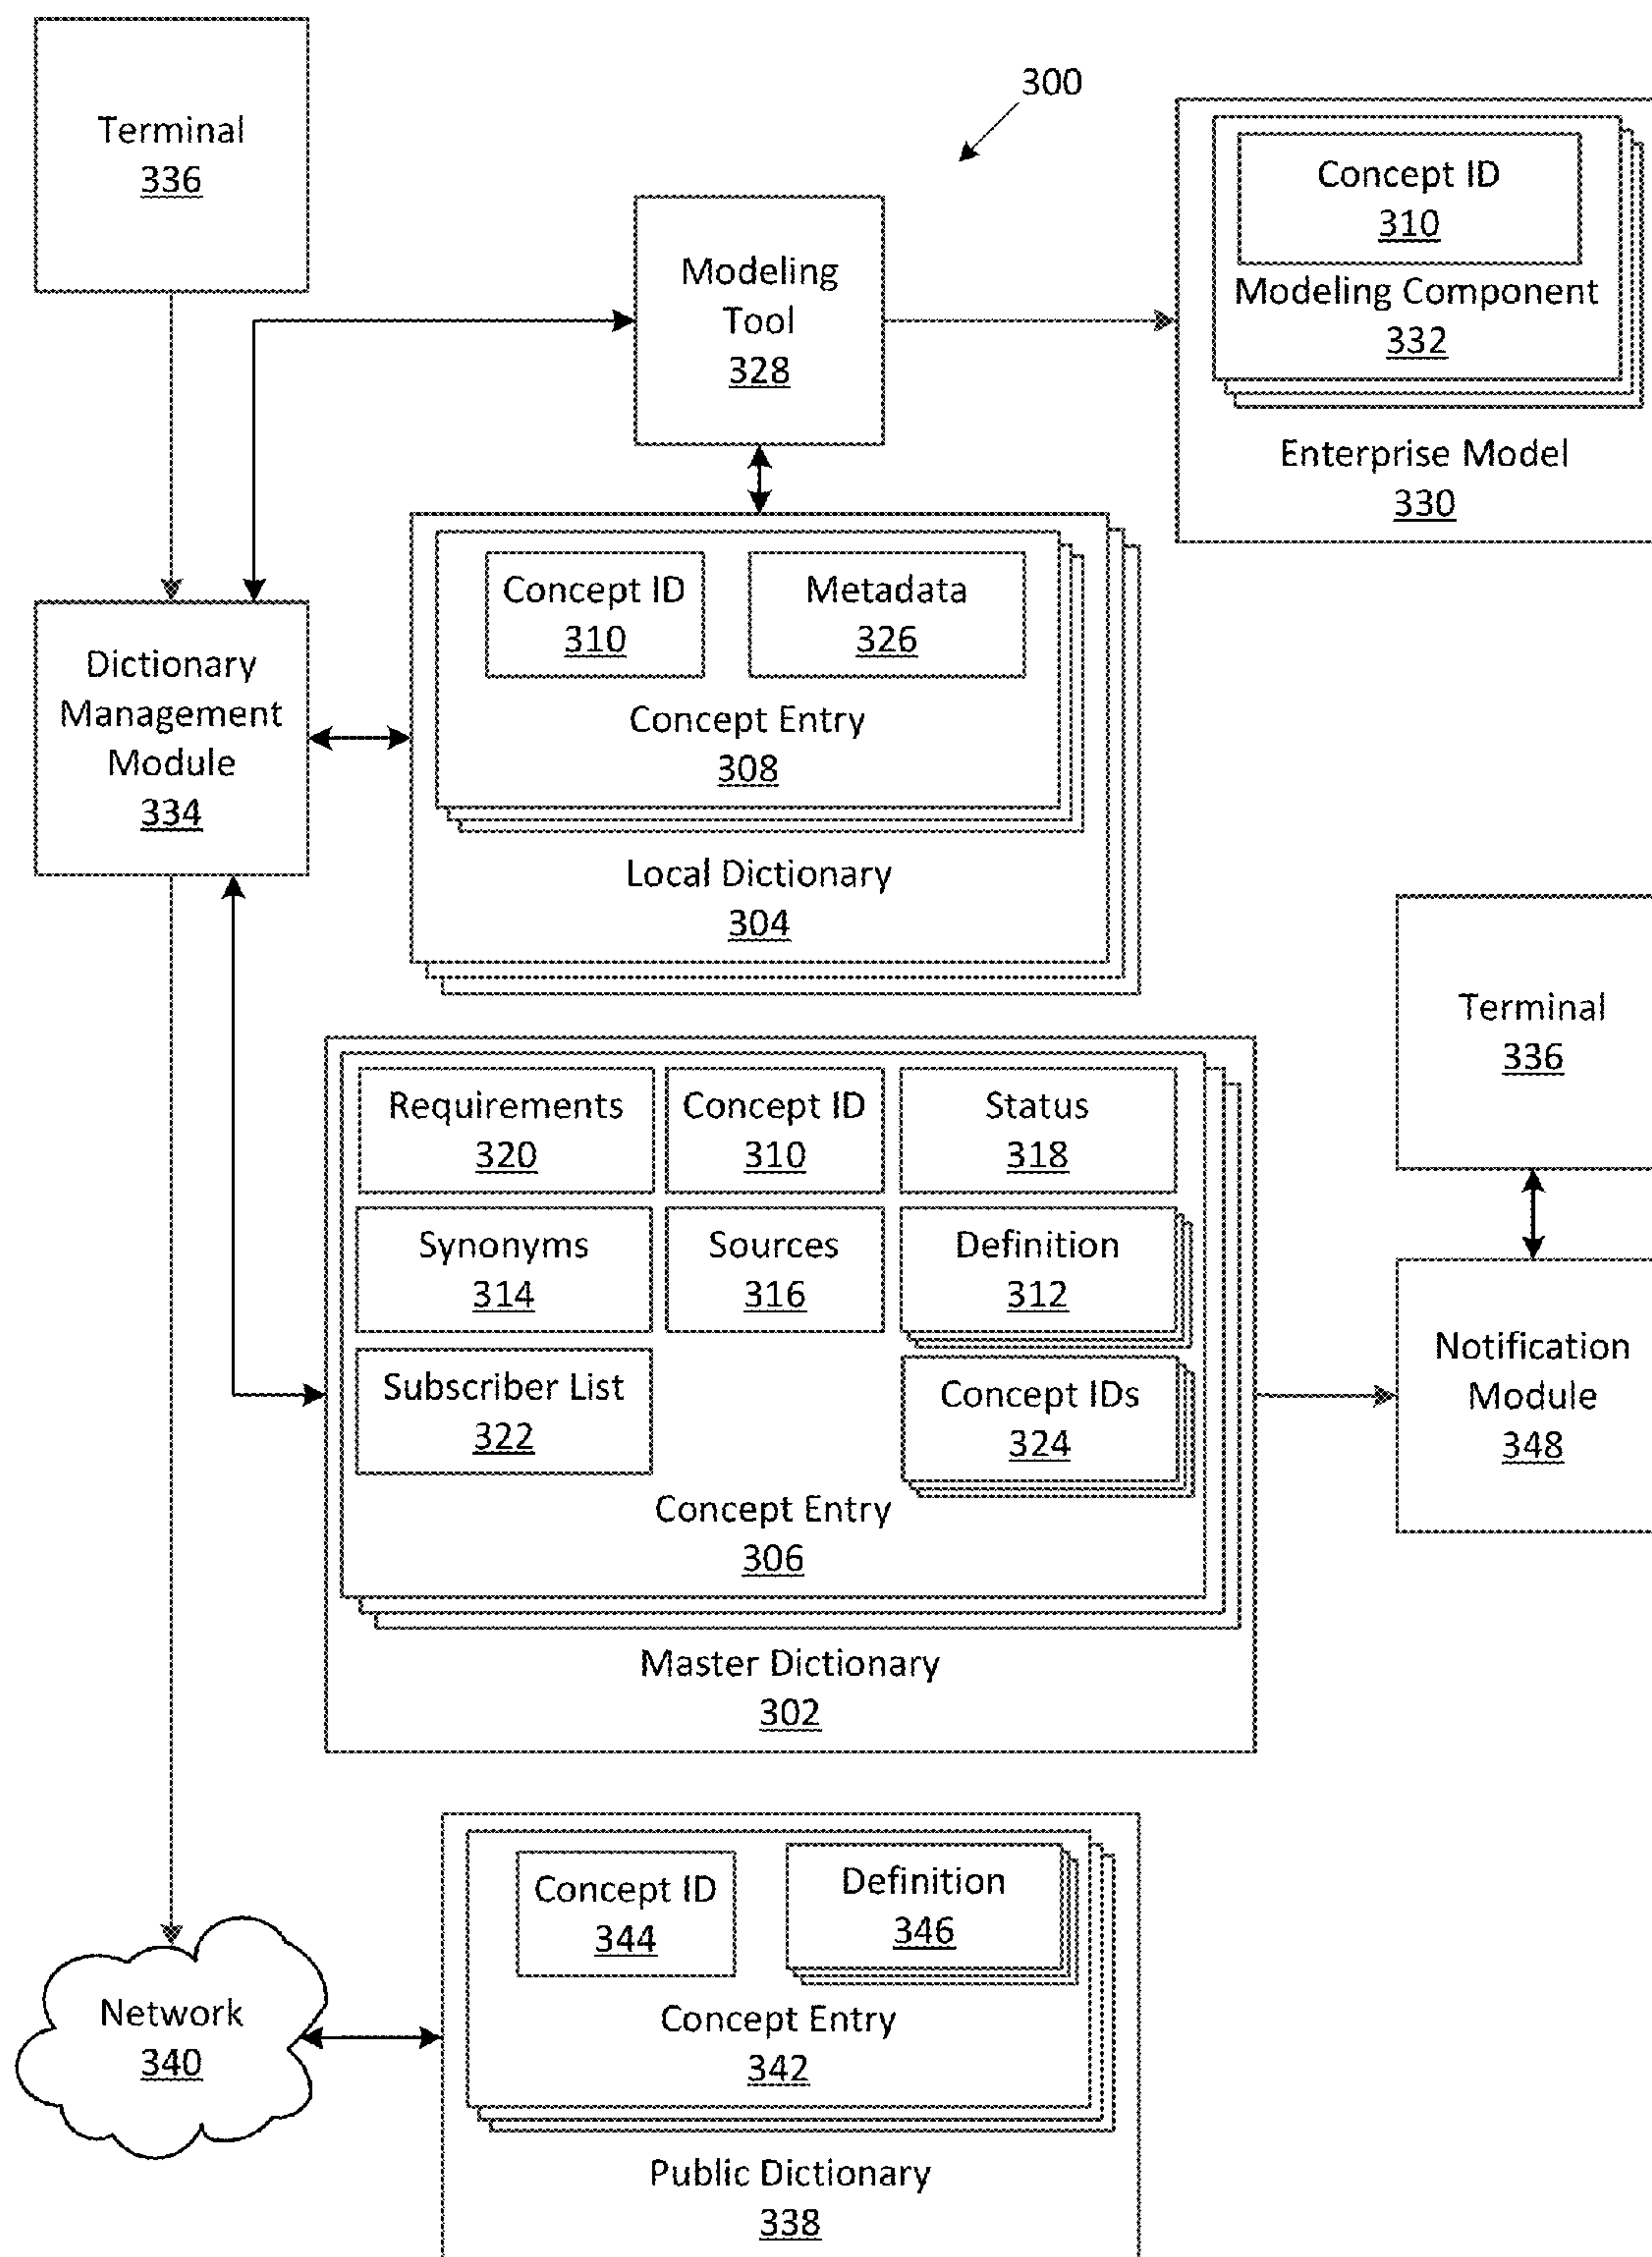 300
Terminal
336
Concept ID
310
Modeling Component
332
Enterprise Model
330
Modeling
Tool
328
Concept ID
310
Metadata
326
Concept Entry
308
Local Dictionary
304
Dictionary
Management
Module
334
Terminal
336
Requirements
320
Concept ID
310
Status
318
Synonyms
314
Sources
316
Definition
312
Subscriber List
322
Concept IDs
324
Concept Entry
306
Master Dictionary
302
Notification
Module
348
Concept ID
344
Definition
346
Concept Entry
342
Public Dictionary
338
Network
340